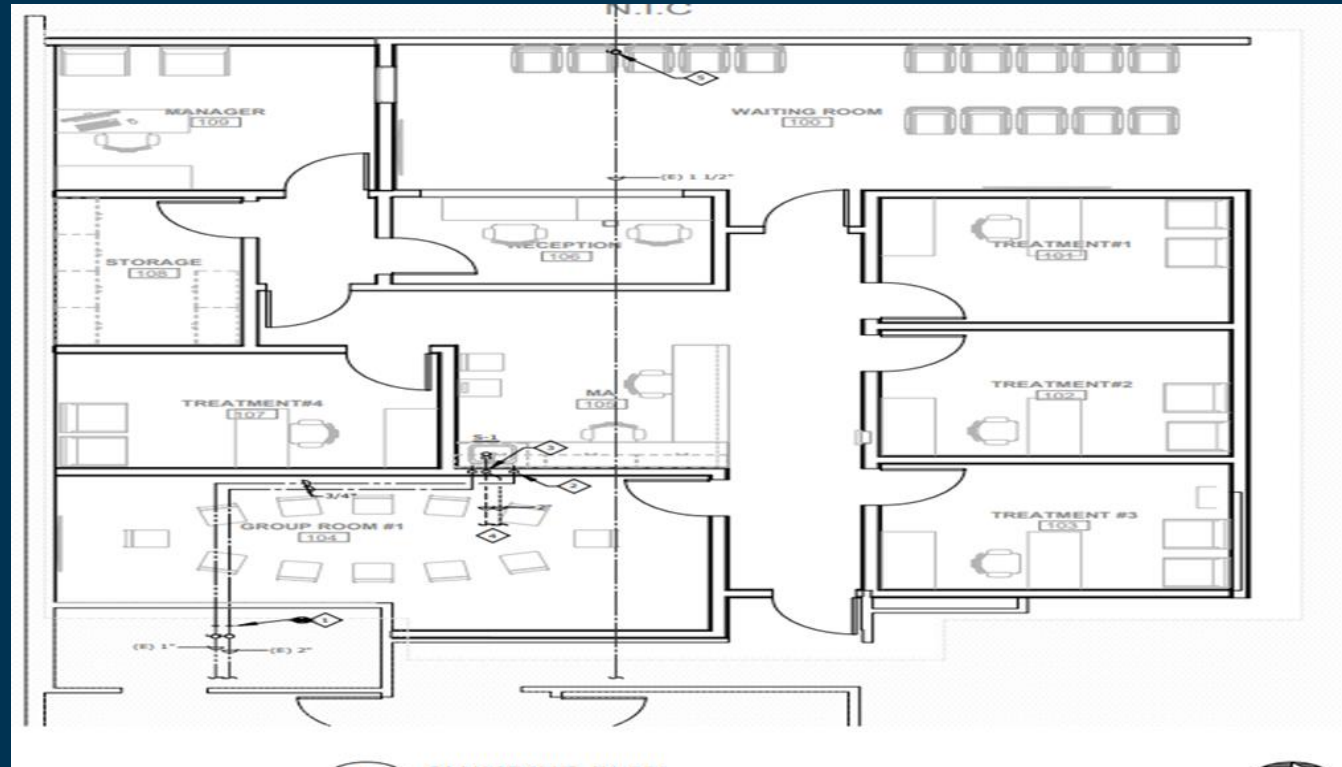 N.I.C
MANAGER
109
5
WAITING ROOM
100
(E) 1 1/2"
RECEPTION
106
TREATMENT#1
101
STORAGE
108
TREATMENT#4
107
MA
105
TREATMENT#2
102
S-1
3
2
3/4"
2"
GROUP ROOM #1
104
4
TREATMENT #3
103
1
(E) 1"
(E) 2"